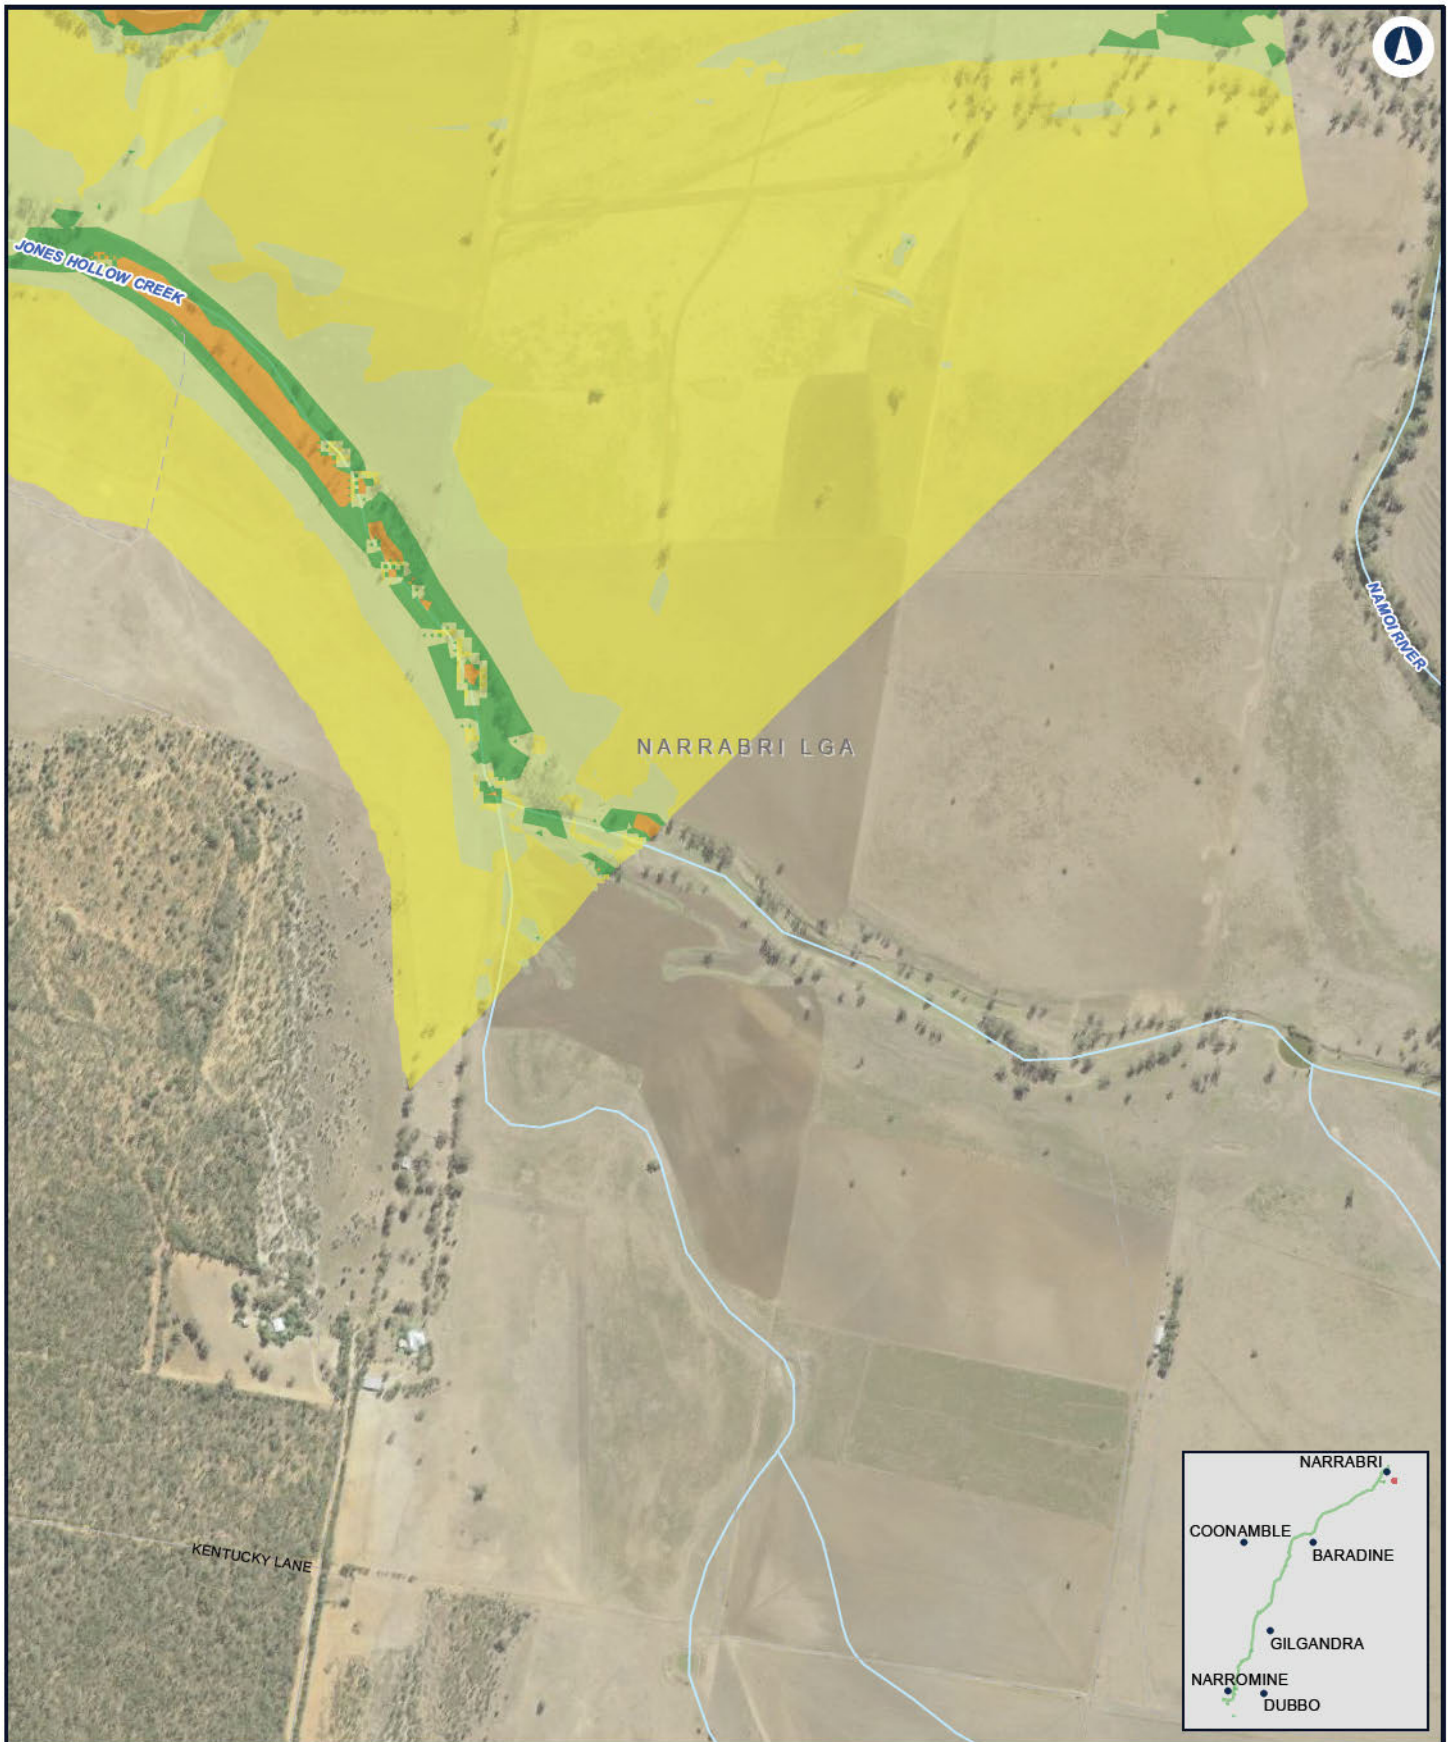 JONES HOLLOW CREEK
NAMOI RIVER
NARRABRI LGA
KENTUCKY LANE
NARRABRI
COONAMBLE
BARADINE
GILGANDRA
NARROMINE
DUBBO